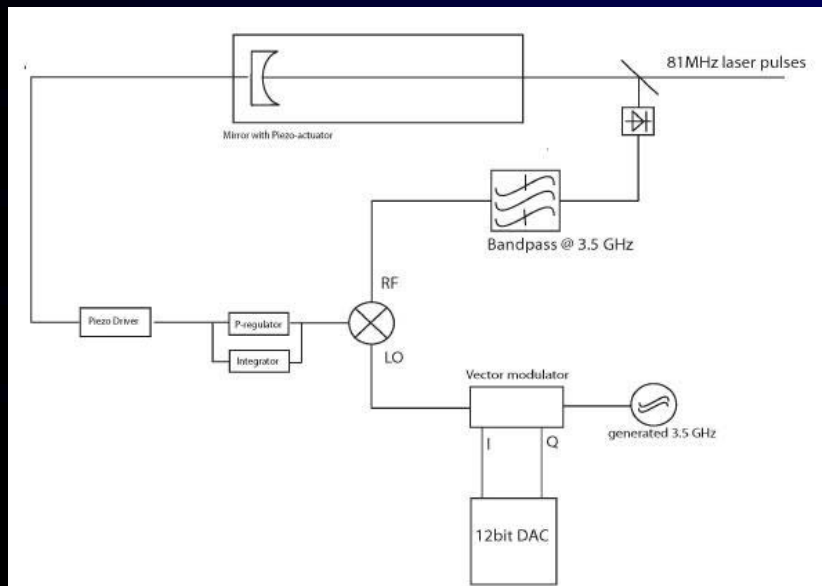 81MHz laser pulses
Mirror with Piezo-actuator
Bandpass @ 3.5 GHz
RF
Piezo Driver
P-regulator
Integrator
LO
Vector modulator
generated 3.5 GHz
I
Q
12bit DAC